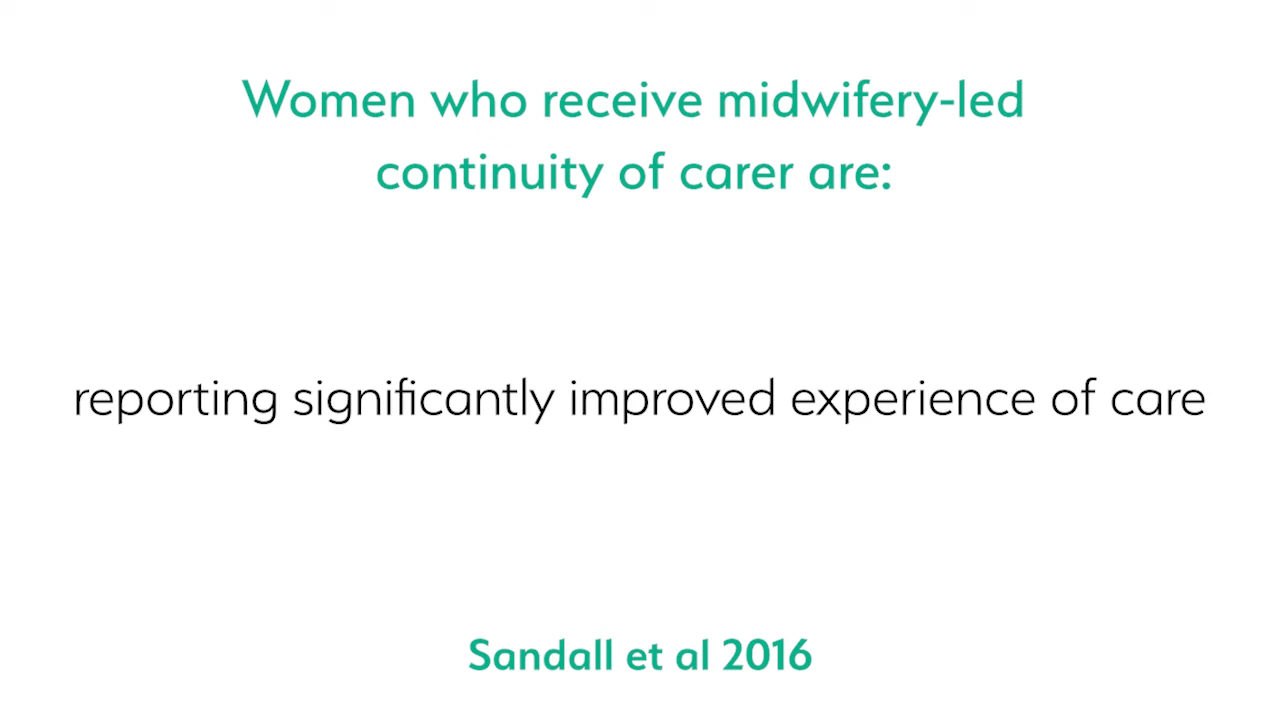 Women who receive midwifery-led
continuity of carer are:
reporting significantly improved experience of care
Sandall et al 2016